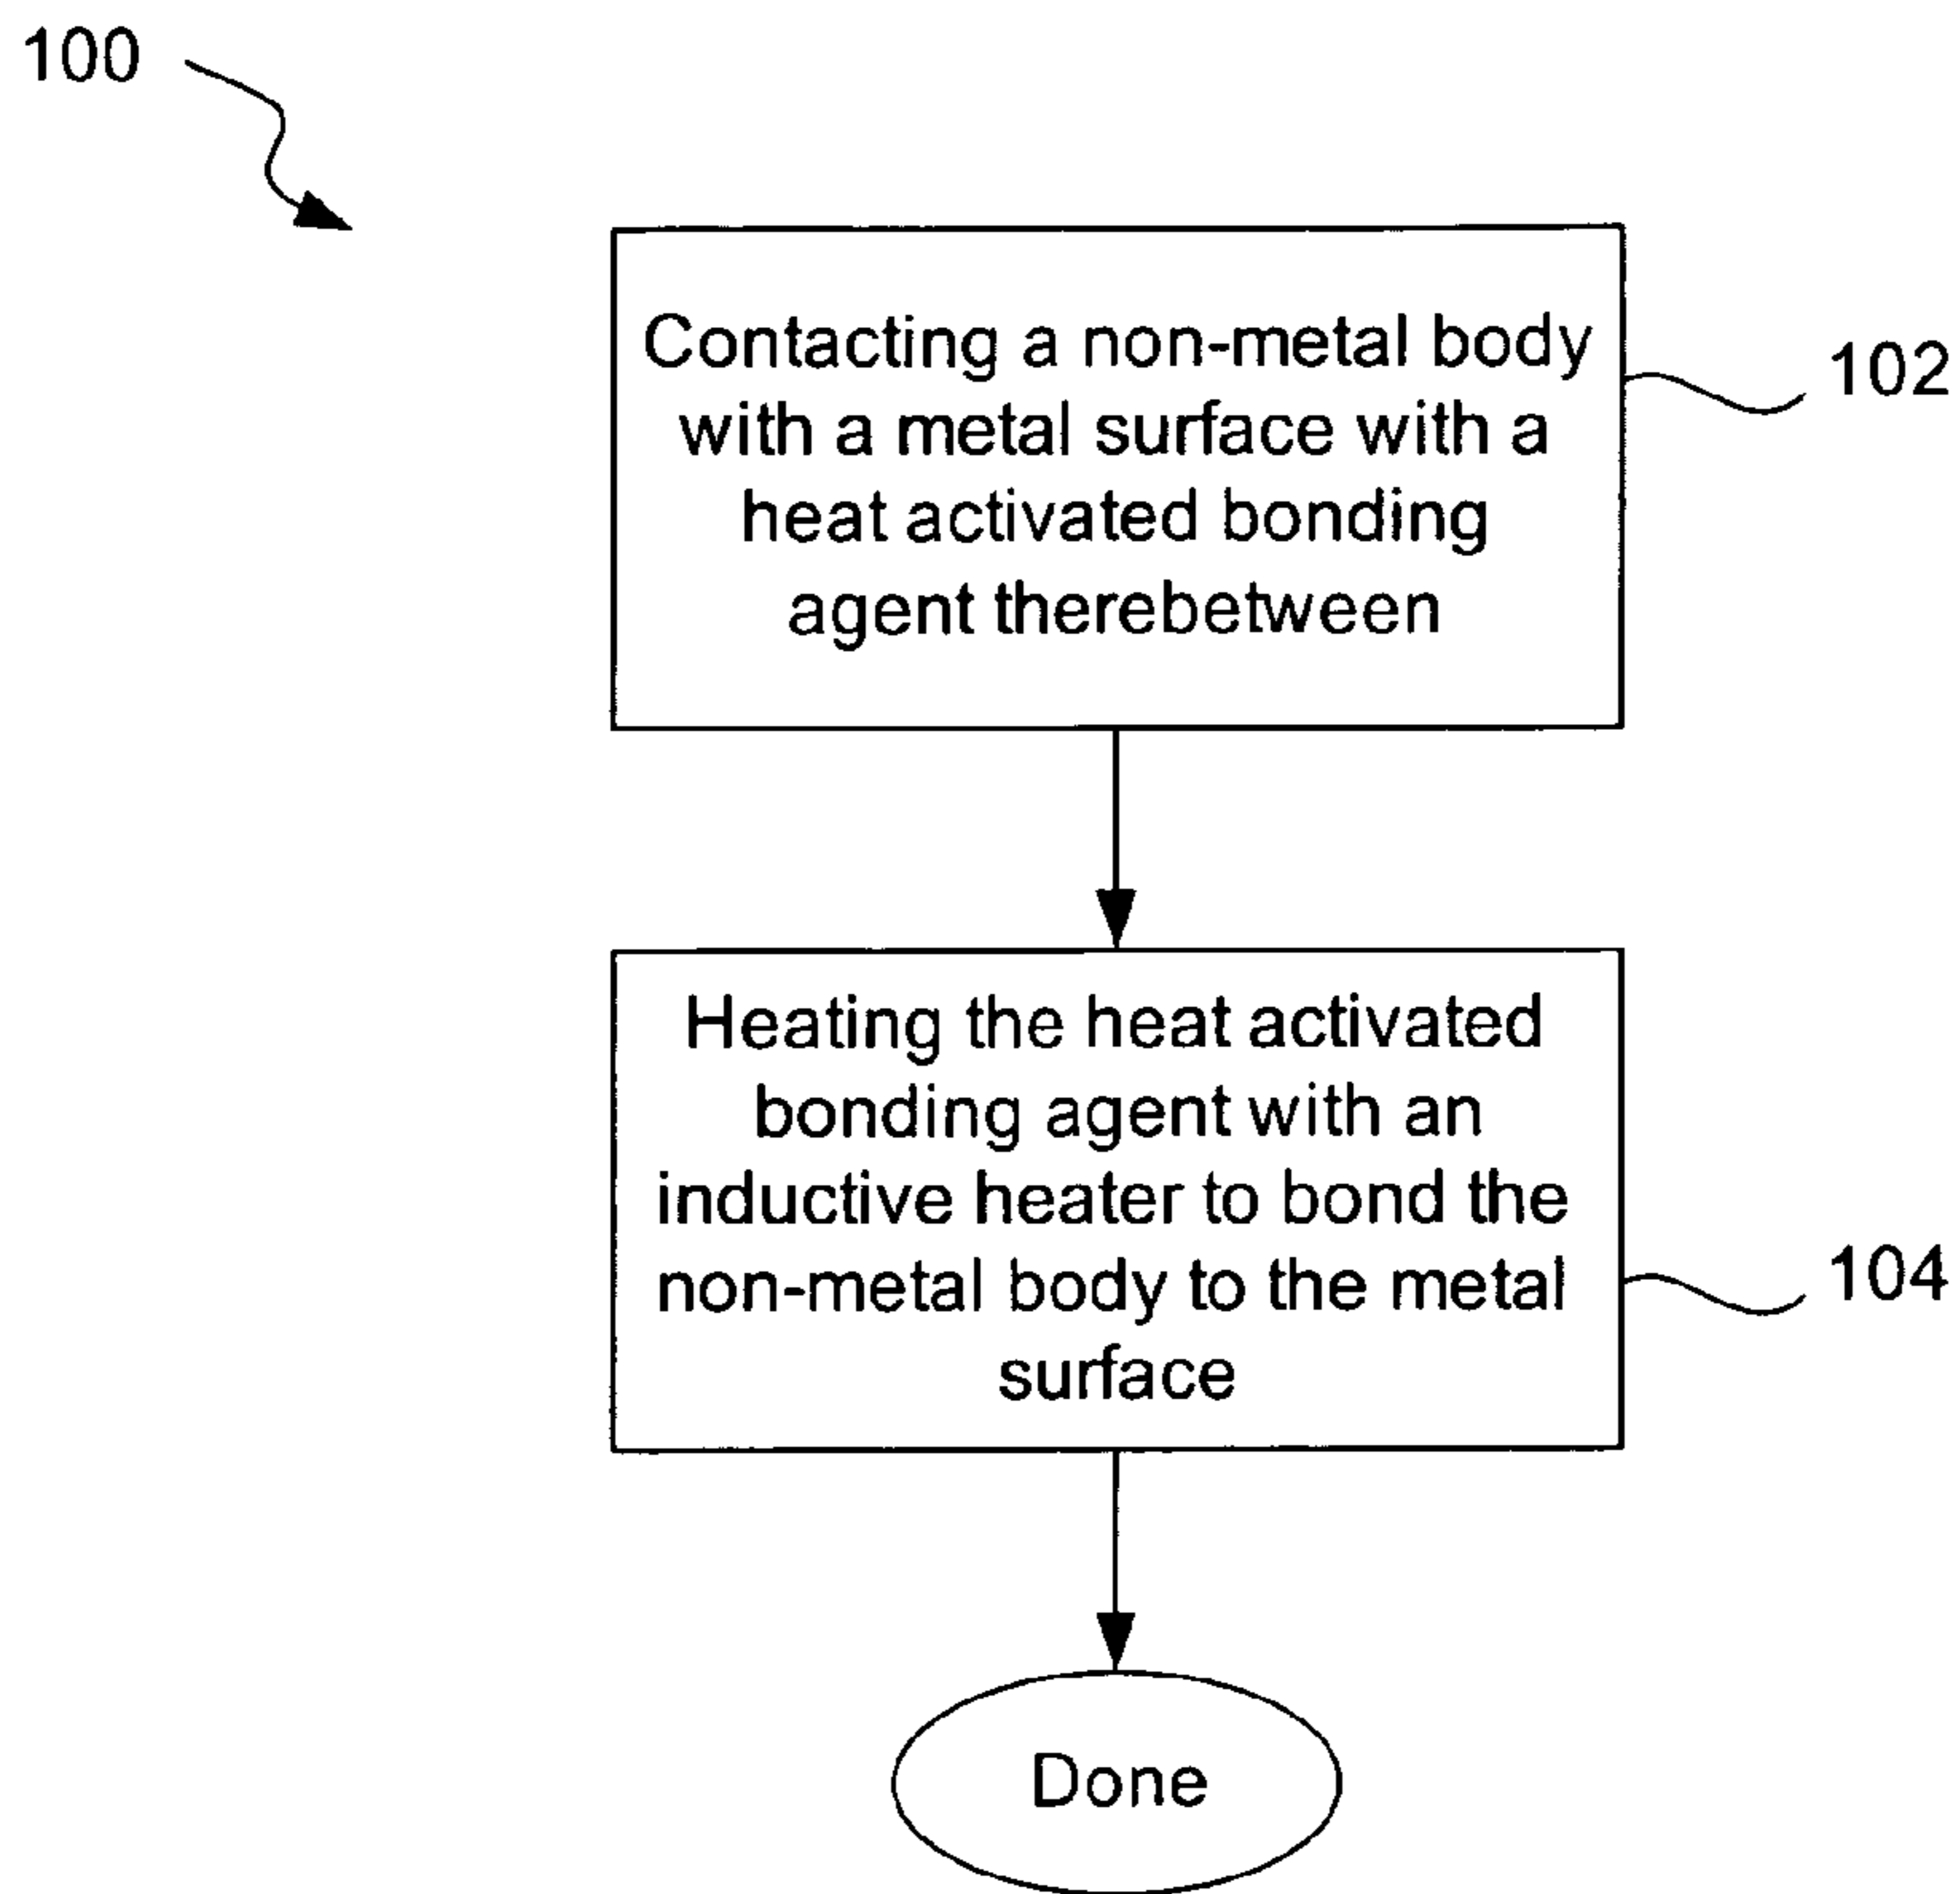 100
Contacting a non-metal body
with a metal surface with a
heat activated bonding
agent therebetween
102
Heating the heat activated
bonding agent with an
inductive heater to bond the
non-metal body to the metal
surface
104
Done